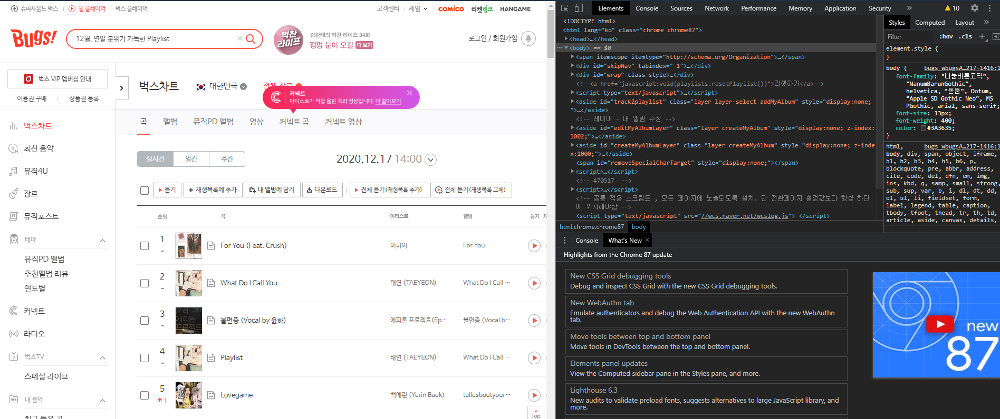 슈퍼사운드 벅스
웹 플레이어
벅스 플레이어
고객센터
게임
COMICO
티켓링크
HANGAME
Bugs!
12월, 연말 분위기 가득한 Playlist
벅찬
라이프
김완태의 벅찬 라이프 34화
펑펑 눈이 오길 더 보기
로그인 / 회원가입
벅스 VIP 멤버십 안내
이용권 구매
상품권 등록
벅스차트
최신 음악
뮤직4U
장르
뮤직포스트
테마
뮤직PD 앨범
추천앨범 리뷰
연도별
커넥트
라디오
벅스TV
스페셜 라이브
my 내 음악
최근 들은 곡
벅스차트
대한민국
전체 장르
커넥트
아티스트가 직접 올린 곡과 영상입니다. 더 알아보기
곡 앨범 뮤직PD 앨범 영상 커넥트 곡 커넥트 영상
실시간 일간 주간
2020.12.17 14:00
듣기
재생목록에 추가
내 앨범에 담기
다운로드
전체 듣기(재생목록 추가)
전체 듣기(재생목록 교체)
순위 곡 아티스트 앨범 듣기 재
1 For You (Feat. Crush) 이하이 For You
2 What Do I Call You 태연 (TAEYEON) What Do I Call ···
윤하
에피톤
프로젝트
3 불면증 (Vocal by 윤하) 에피톤 프로젝트(Ep··· 불면증 (Vocal b···
4 Playlist 태연 (TAEYEON) What Do I Call ···
5 Lovegame 백예린 (Yerin Baek) tellusboutyour···
1
Top
Elements Console Sources Network Performance Memory Application Security » 10
<!DOCTYPE html>
<html lang="ko" class="chrome chrome87">
<head>…</head>
<body> == $0
<span itemscope itemtype="http://schema.org/Organization">…</span>
<div id="skipNav" tabindex="-1">…</div>
<div id="wrap" class style>…</div>
<!--<a href="javascript:void(playlists.resetPlaylist())">리셋하기</a>-->
<script type="text/javascript">…</script>
<aside id="track2playlist" class="layer layer-select addMyAlbum" style="display:none;
">…</aside>
<!-- 레이어 - 내 앨범 수정 -->
<aside id="editMyAlbumLayer" class="layer createMyAlbum" style="display:none; z-index:
1002;">…</aside>
<aside id="createMyAlbumLayer" class="layer createMyAlbum" style="display:none; z-inde
x:1000;">…</aside>
<span id="removeSpecialCharTarget" style="display:none;"></span>
<script>…</script>
<!-- 470517 -->
<script>…</script>
<!-- 공통 적용 스크립트 , 모든 페이지에 노출되도록 설치. 단 전환페이지 설정값보다 항상 하단
에 위치해야함 -->
<script type="text/javascript" src="//wcs.naver.net/wcslog.js"> </script>
html.chrome.chrome87 body
Styles Computed Layout »
Filter :hov .cls +
element.style {
}
body { bugs_wbugsA…217-1416:1
font-family: "나눔바른고딕",
"NanumBarunGothic",
helvetica, "돋움", Dotum,
"Apple SD Gothic Neo", MS
PGothic, arial, sans-serif;
font-size: 13px;
font-weight: 400;
color: #3A3635;
}
html, bugs_wbugsA…217-1416:1
body, div, span, object, iframe,
h1, h2, h3, h4, h5, h6, p,
blockquote, pre, abbr, address,
cite, code, del, dfn, em, img,
ins, kbd, q, samp, small, strong,
sub, sup, var, b, i, dl, dt, dd,
ol, ul, li, fieldset, form,
label, legend, table, caption,
tbody, tfoot, thead, tr, th, td,
article, aside, canvas, details,
Console What's New ×
Highlights from the Chrome 87 update
New CSS Grid debugging tools
Debug and inspect CSS Grid with the new CSS Grid debugging tools.
New WebAuthn tab
Emulate authenticators and debug the Web Authentication API with the new WebAuthn
tab.
Move tools between top and bottom panel
Move tools in DevTools between the top and bottom panel.
Elements panel updates
View the Computed sidebar pane in the Styles pane, and more.
Lighthouse 6.3
New audits to validate preload fonts, suggests alternatives to large JavaScript library, and
more.
new
87